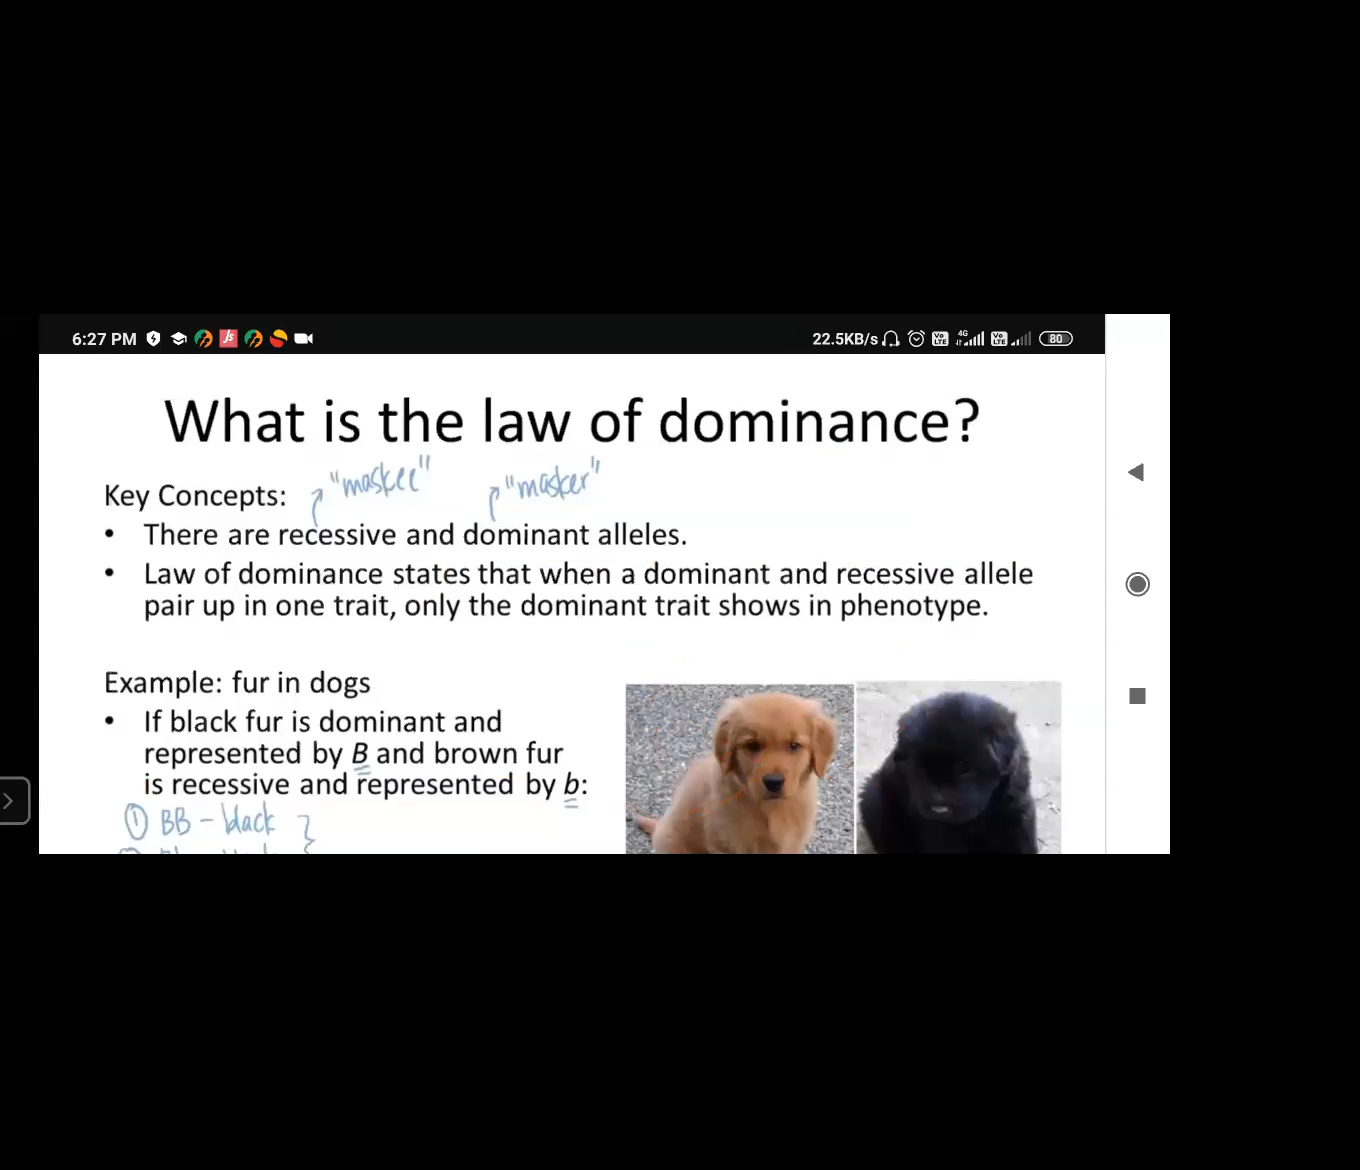 6:27 PM
22.5KB/s
4G
80
What is the law of dominance?
"maskee" "masker"
Key Concepts:
• There are recessive and dominant alleles.
• Law of dominance states that when a dominant and recessive allele
pair up in one trait, only the dominant trait shows in phenotype.
Example: fur in dogs
• If black fur is dominant and
represented by B and brown fur
is recessive and represented by b:
① BB - black